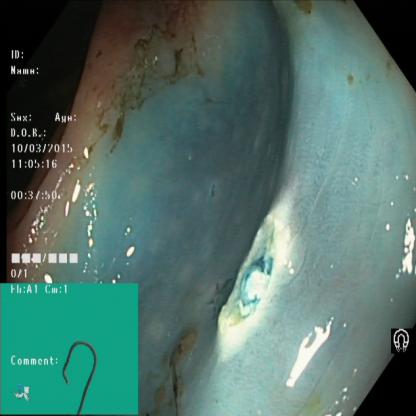 ID:
Name:
Sex: Age:
D.O.B.:
10/03/2015
11:05:16
00:37:50
0/1
Eh:A1 Cm:1
Comment: